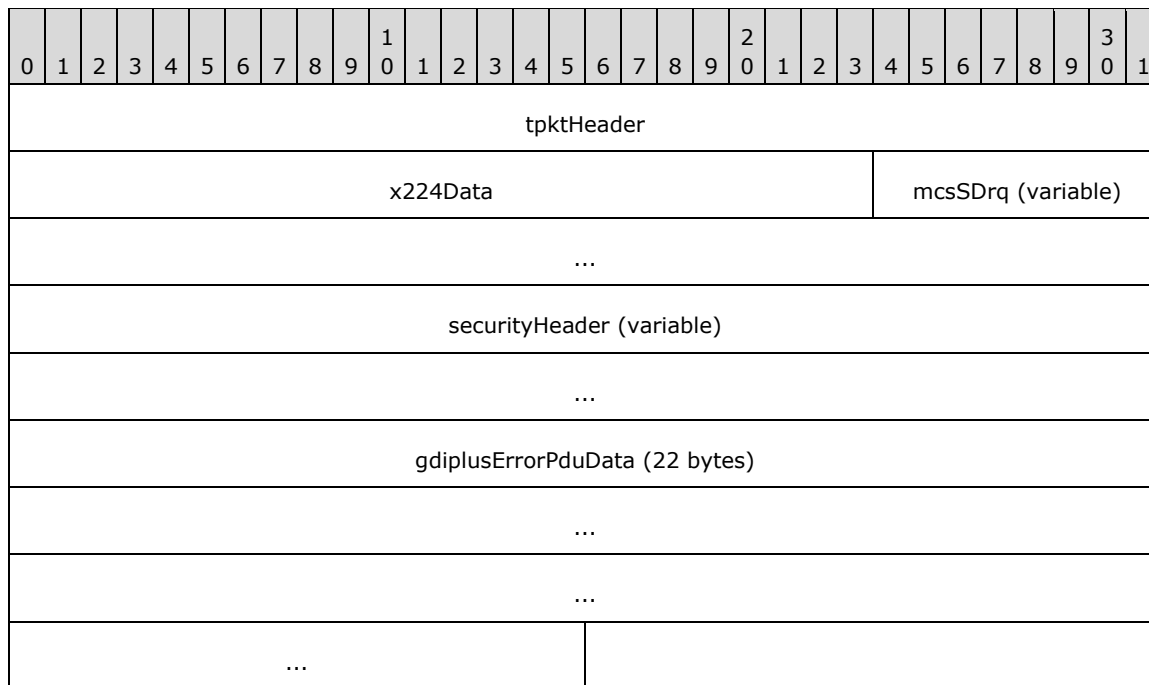 1 2 3
0 1 2 3 4 5 6 7 8 9 0 1 2 3 4 5 6 7 8 9 0 1 2 3 4 5 6 7 8 9 0 1
tpktHeader
x224Data mcsSDrq (variable)
...
securityHeader (variable)
...
gdiplusErrorPduData (22 bytes)
...
...
...